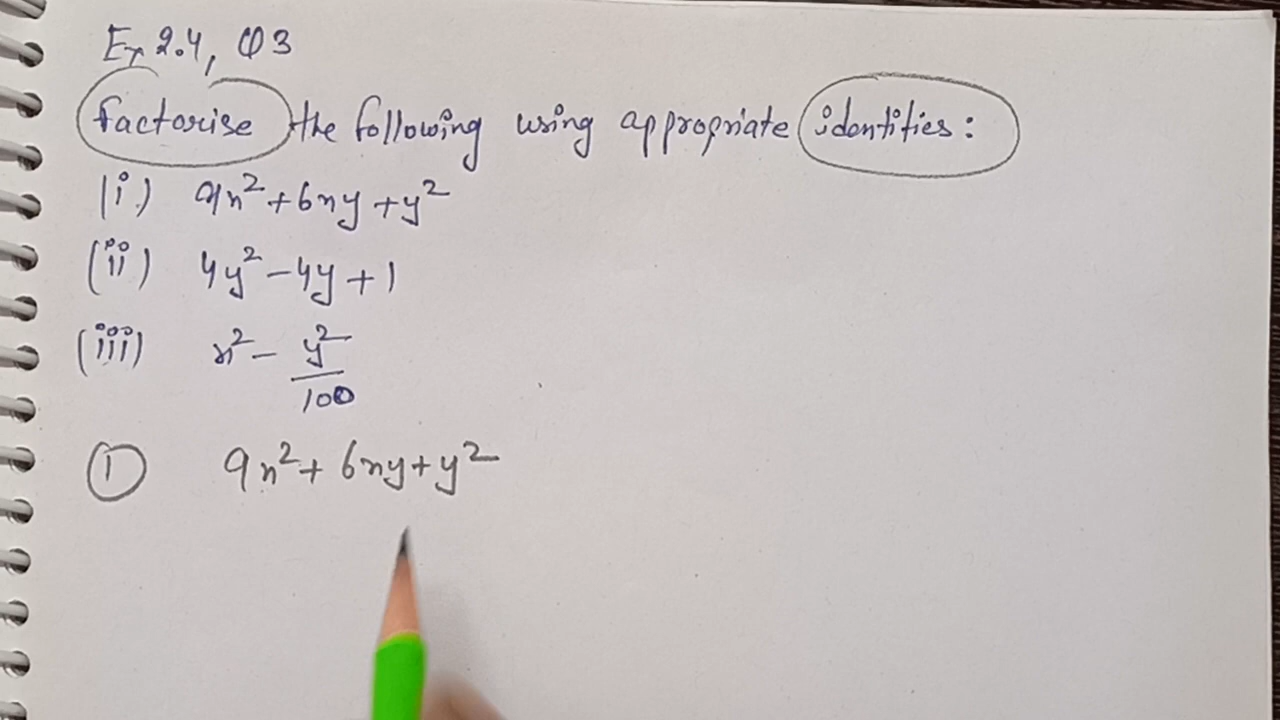 Ex 2.4, Q3
Factorise the following using appropriate identities:
(i) 9x²+6xy+y²
(ii) 4y²-4y+1
(iii) x²- y²/100
① 9x²+6xy+y²